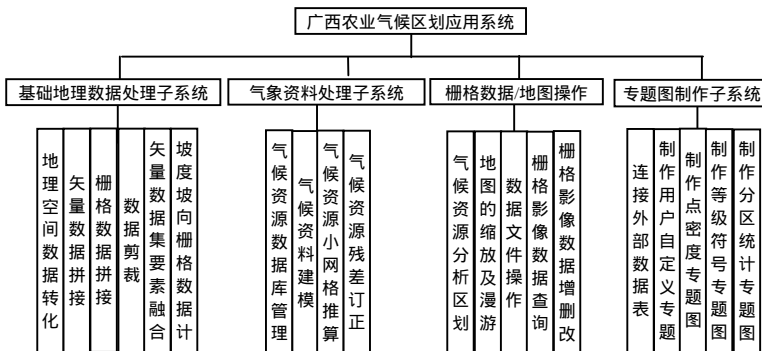 广西农业气候区划应用系统
基础地理数据处理子系统
气象资料处理子系统
栅格数据/地图操作
专题图制作子系统
地理空间数据转化
矢量数据拼接
栅格数据拼接
数据剪裁
矢量数据集要素融合
坡度坡向栅格数据计
气候资源数据库管理
气候资料建模
气候资源小网格推算
气候资源残差订正
气候资源分析区划
地图的缩放及漫游
数据文件操作
栅格影像数据查询
栅格影像数据增删改
连接外部数据表
制作用户自定义专题
制作点密度专题图
制作等级符号专题图
制作分区统计专题图